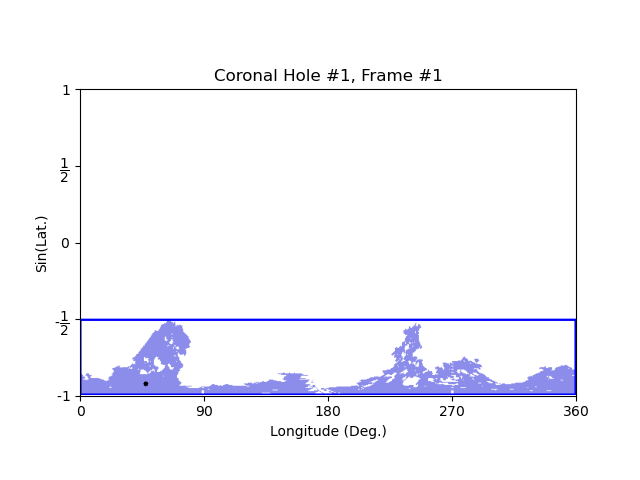 Coronal Hole #1, Frame #1
1
1/2
0
-1/2
-1
Sin(Lat.)
0 90 180 270 360
Longitude (Deg.)